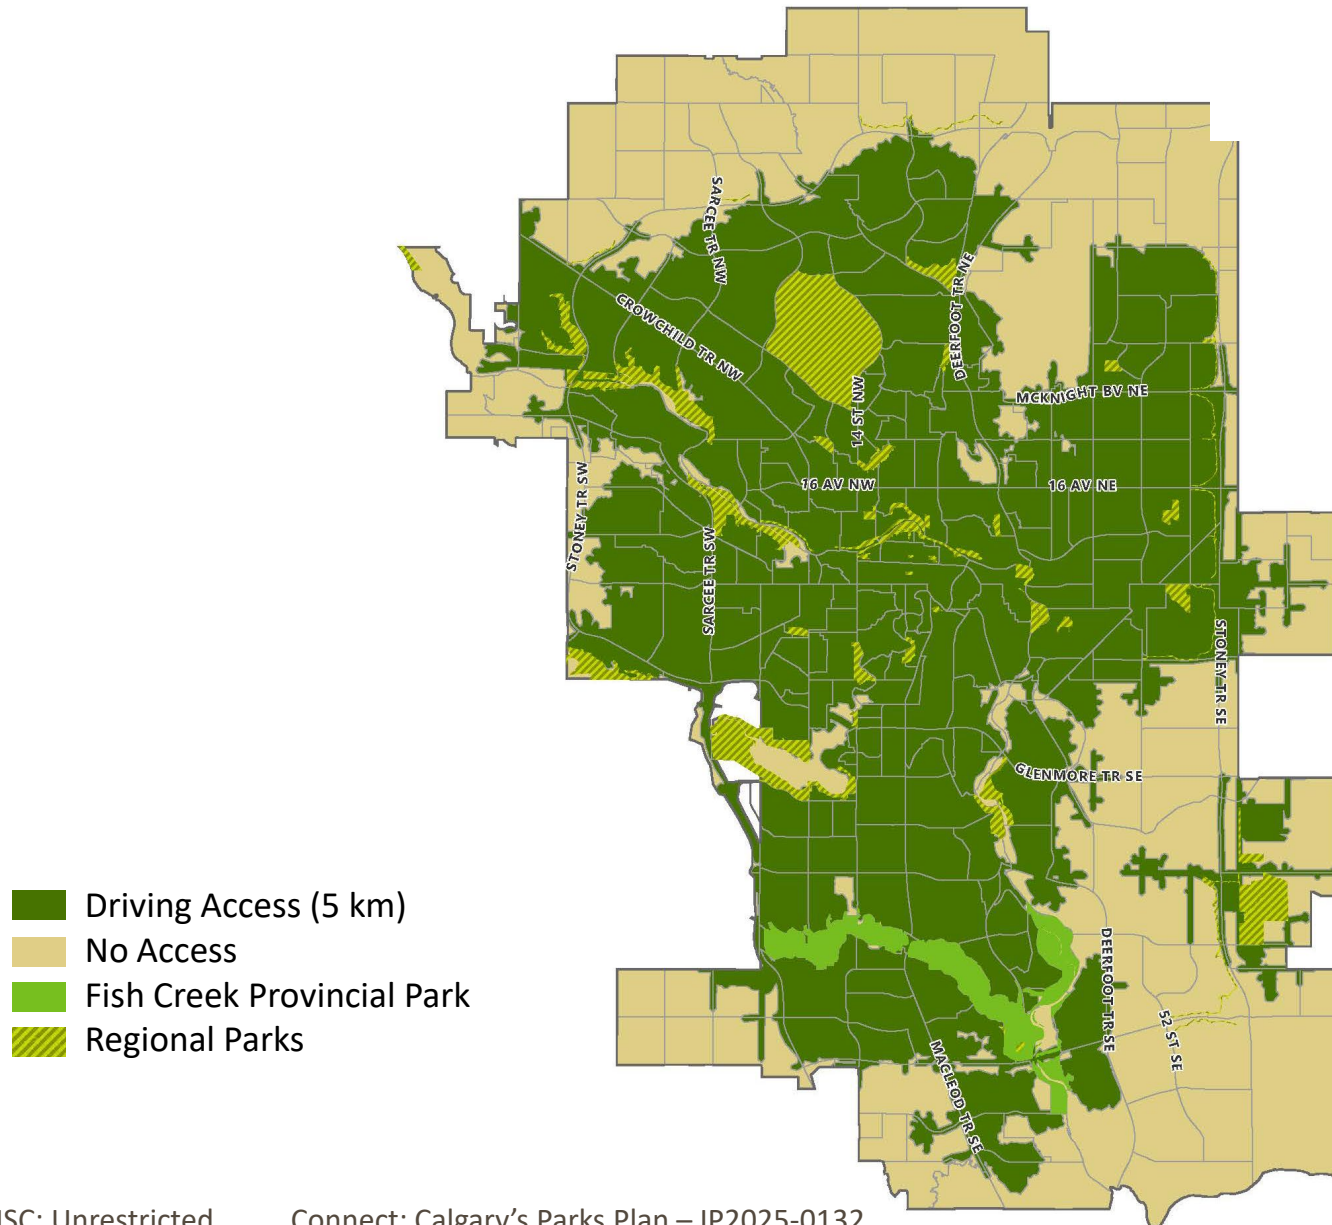 SARCEE TR NW
CROWCHILD TR NW
DEERFOOT TR NE
14 ST NW
MCKNIGHT BV NE
16 AV NW
16 AV NE
STONEY TR SW
SARCEE TR SW
STONEY TR SE
GLENMORE TR SE
Driving Access (5 km)
No Access
Fish Creek Provincial Park
Regional Parks
DEERFOOT TR SE
52 ST SE
MACLEOD TR SE
ISC: Unrestricted Connect: Calgary's Parks Plan – IP2025-0132